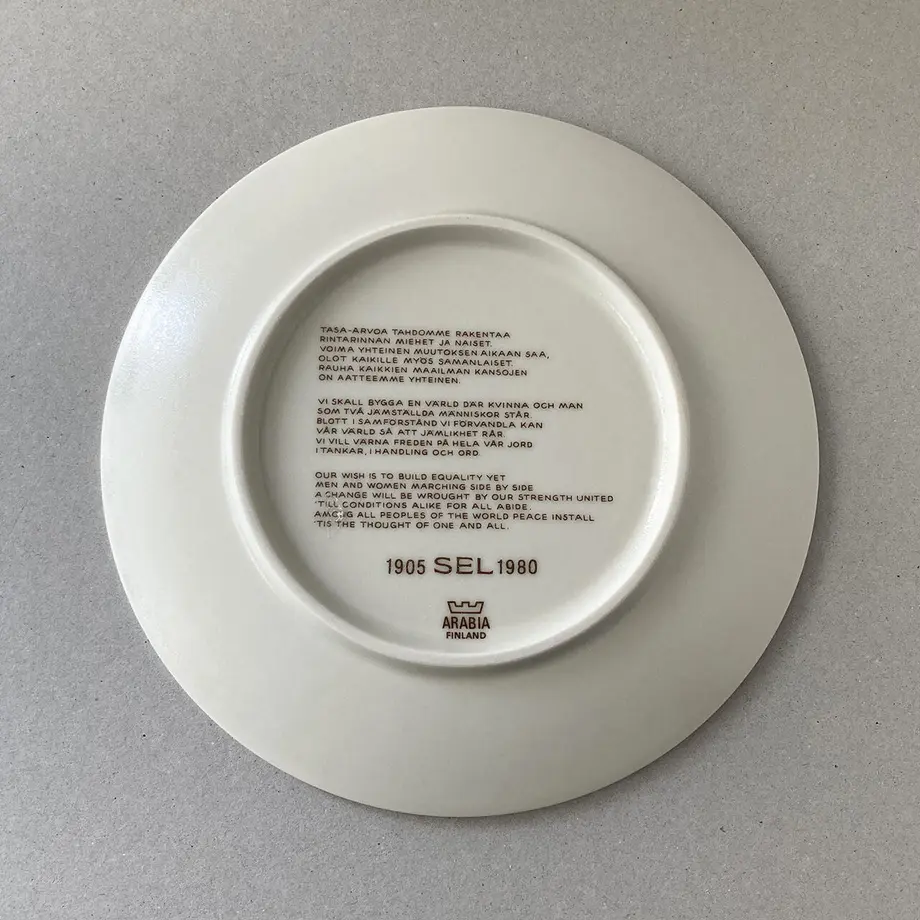 TASA-ARVOA TAHDOMME RAKENTAA
RINTARINNAN MIEHET JA NAISET.
VOIMA YHTEINEN MUUTOKSEN AIKAAN SAA,
OLOT KAIKILLE MYÖS SAMANLAISET.
RAUHA KAIKKIEN MAAILMAN KANSOJEN
ON AATTEEMME YHTEINEN.
VI SKALL BYGGA EN VÄRLD DÄR KVINNA OCH MAN
SOM TVÅ JÄMSTÄLLDA MÄNNISKOR STÅR.
BLOTT I SAMFÖRSTÅND VI FÖRVANDLA KAN
VÅR VÄRLD SÅ ATT JÄMLIKHET RÅR.
VI VILL VÄRNA FREDEN PÅ HELA VÅR JORD
I TANKAR, I HANDLING OCH ORD.
OUR WISH IS TO BUILD EQUALITY YET
MEN AND WOMEN MARCHING SIDE BY SIDE
A CHANGE WILL BE WROUGHT BY OUR STRENGTH UNITED
'TILL CONDITIONS ALIKE FOR ALL ABIDE.
AMONG ALL PEOPLES OF THE WORLD PEACE INSTALL
'TIS THE THOUGHT OF ONE AND ALL.
1905 SEL 1980
ARABIA
FINLAND